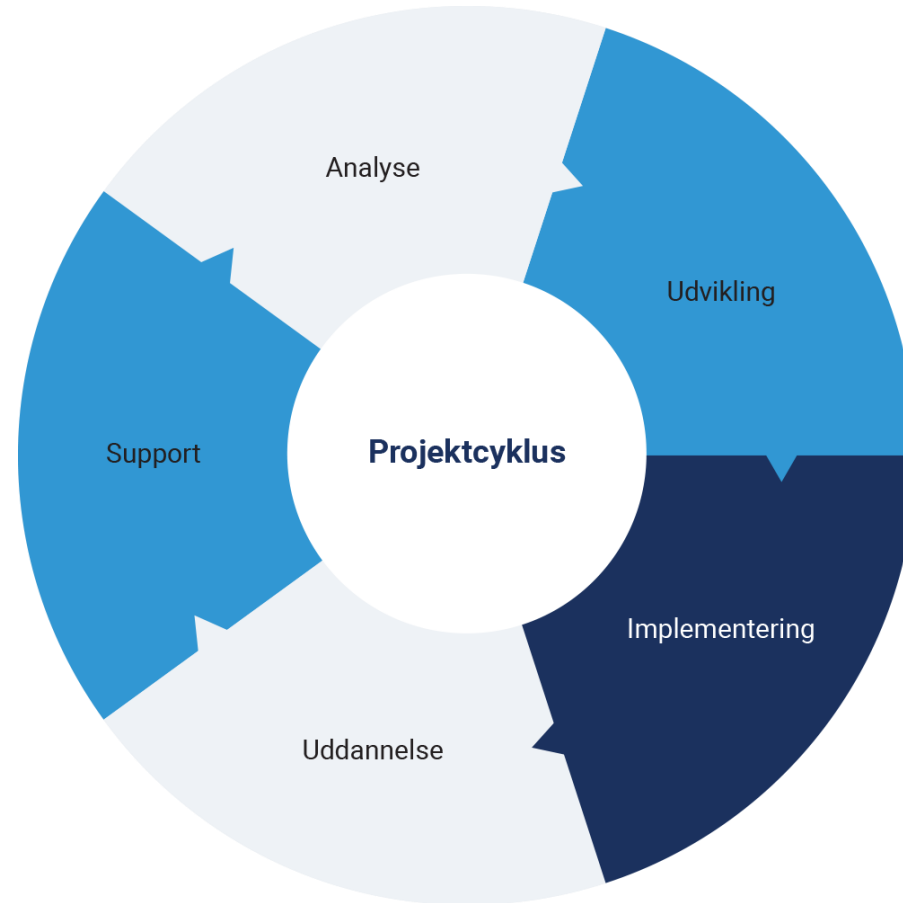 Analyse
Udvikling
Projektcyklus
Support
Implementering
Uddannelse